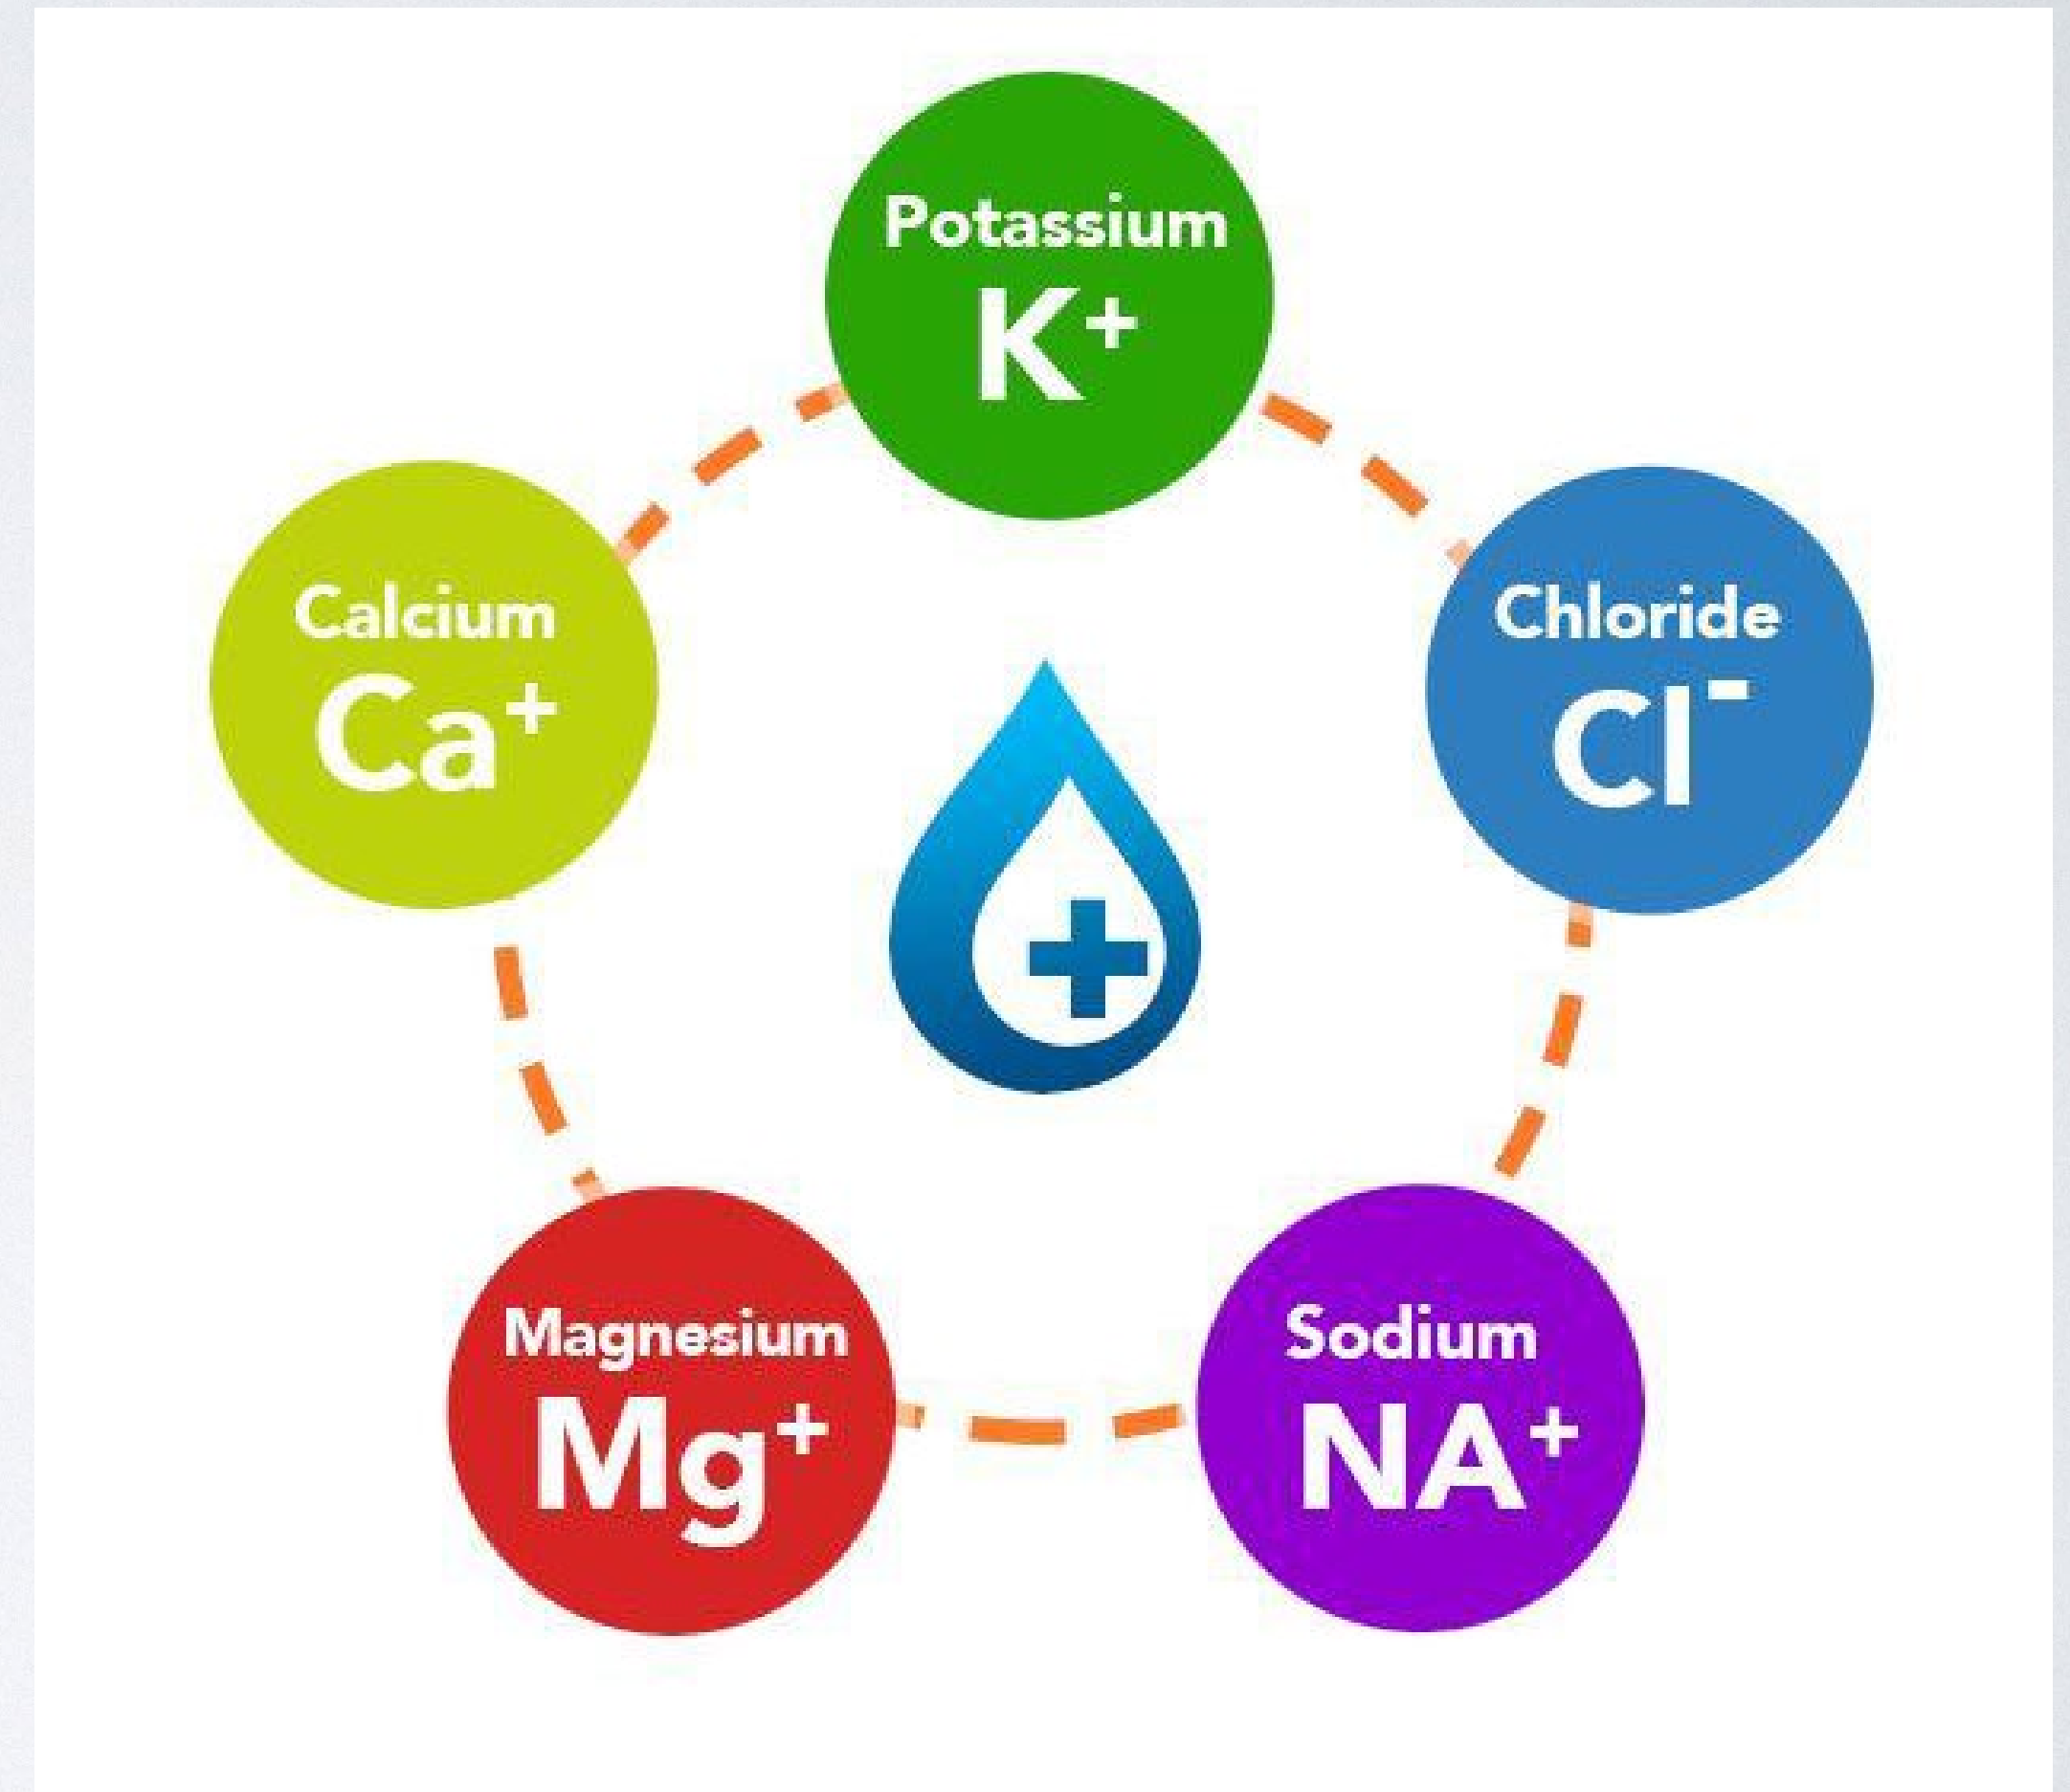 Potassium
K+
Calcium
Ca+
Chloride
Cl-
Magnesium
Mg+
Sodium
NA+